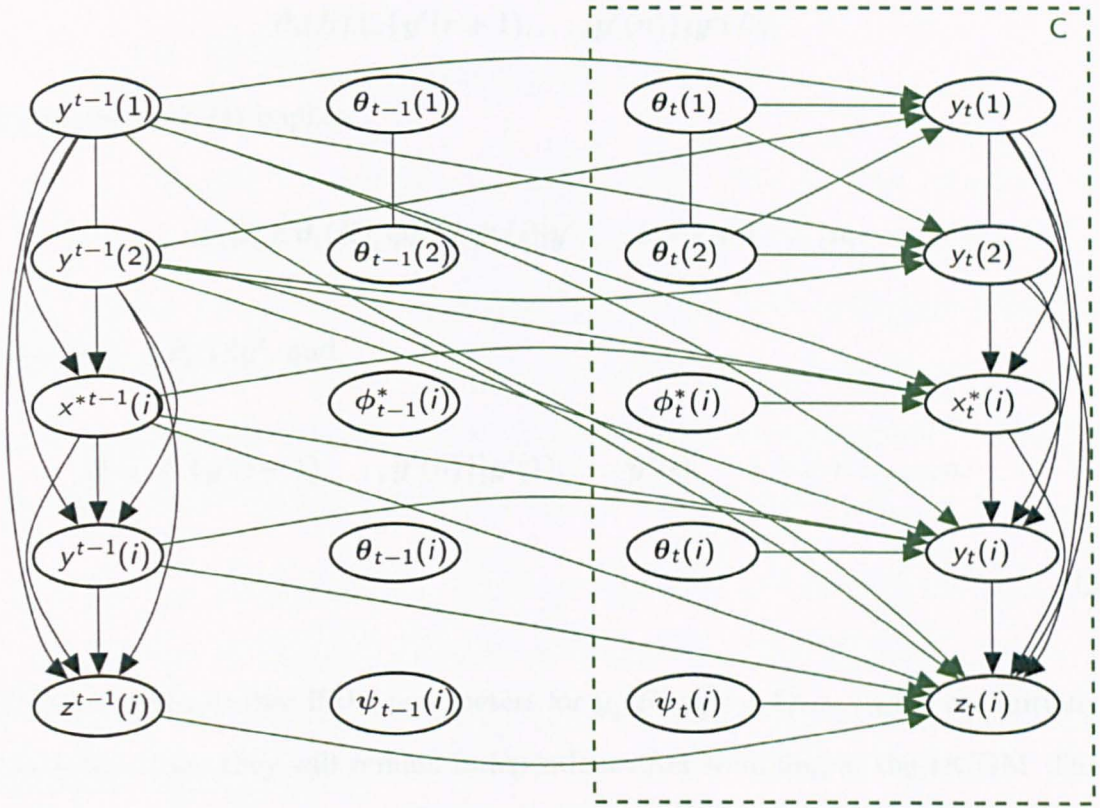 C
y^{t−1}(1) θ_{t−1}(1) θ_t(1) y_t(1)
y^{t−1}(2) θ_{t−1}(2) θ_t(2) y_t(2)
x^{*t−1}(i) ϕ^*_{t−1}(i) ϕ^*_t(i) x^*_t(i)
y^{t−1}(i) θ_{t−1}(i) θ_t(i) y_t(i)
z^{t−1}(i) ψ_{t−1}(i) ψ_t(i) z_t(i)